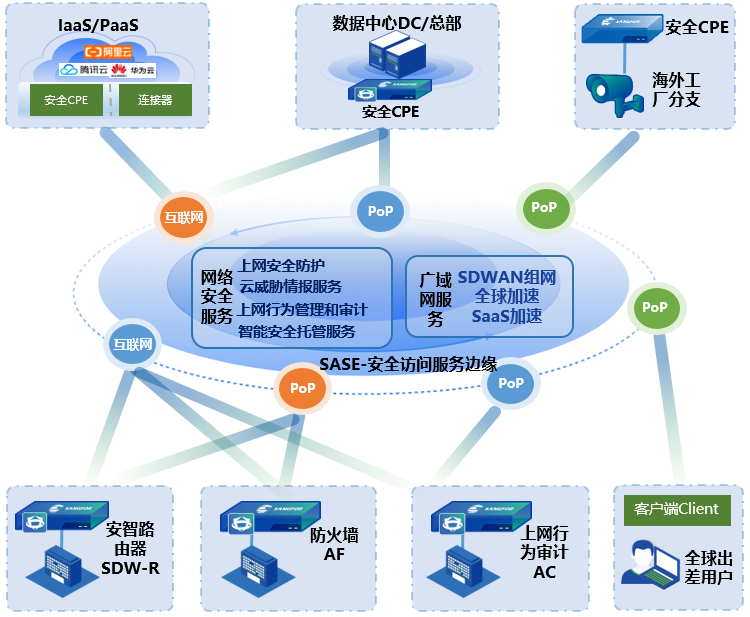 IaaS/PaaS
阿里云
腾讯云
华为云
安全CPE
连接器
数据中心DC/总部
安全CPE
SANGFOR
安全CPE
海外工
厂分支
互联网
PoP
PoP
网络
安全
服务
上网安全防护
云威胁情报服务
上网行为管理和审计
智能安全托管服务
广域
网服
务
SDWAN组网
全球加速
SaaS加速
PoP
互联网
SASE-安全访问服务边缘
PoP
PoP
SANGFOR
安智路
由器
SDW-R
SANGFOR
防火墙
AF
SANGFOR
上网行
为审计
AC
客户端Client
全球出
差用户